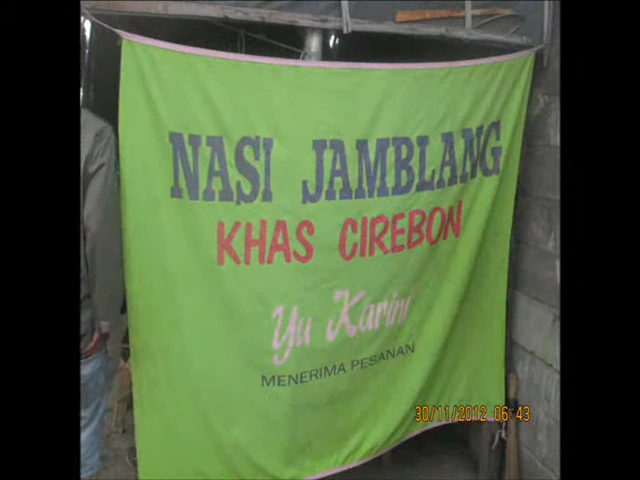 NASI JAMBLANG
KHAS CIREBON
Yu Karini
MENERIMA PESANAN
30/11/2012 06:43